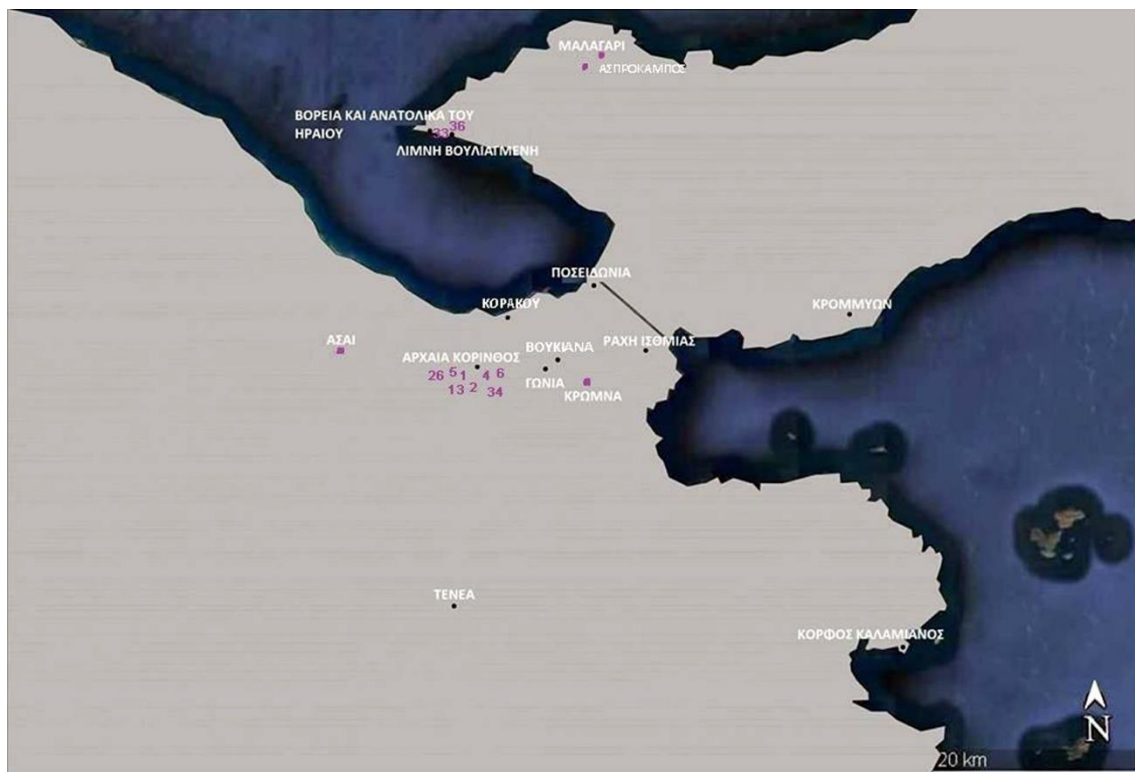 ΜΑΛΑΓΑΡΙ
ΑΣΠΡΟΚΑΜΠΟΣ
ΒΟΡΕΙΑ ΚΑΙ ΑΝΑΤΟΛΙΚΑ ΤΟΥ
ΗΡΑΙΟΥ
33 36
ΛΙΜΝΗ ΒΟΥΛΙΑΓΜΕΝΗ
ΠΟΣΕΙΔΩΝΙΑ
ΚΟΡΑΚΟΥ
ΚΡΟΜΜΥΩΝ
ΑΣΑΙ
ΑΡΧΑΙΑ ΚΟΡΙΝΘΟΣ
ΒΟΥΚΙΑΝΑ
ΡΑΧΗ ΙΣΘΜΙΑΣ
26 5 1 4 6
13 2 34
ΓΩΝΙΑ
ΚΡΩΜΝΑ
ΤΕΝΕΑ
ΚΟΡΦΟΣ ΚΑΛΑΜΙΑΝΟΣ
N
20 km